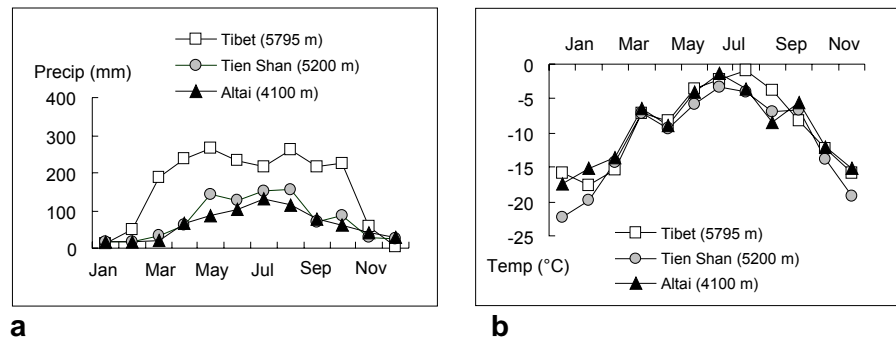 Tibet (5795 m)
Tien Shan (5200 m)
Altai (4100 m)
Precip (mm)
400
300
200
100
0
Jan Mar May Jul Sep Nov
a
Jan Mar May Jul Sep Nov
0
-5
-10
-15
-20
-25
Temp (°C)
Tibet (5795 m)
Tien Shan (5200 m)
Altai (4100 m)
b